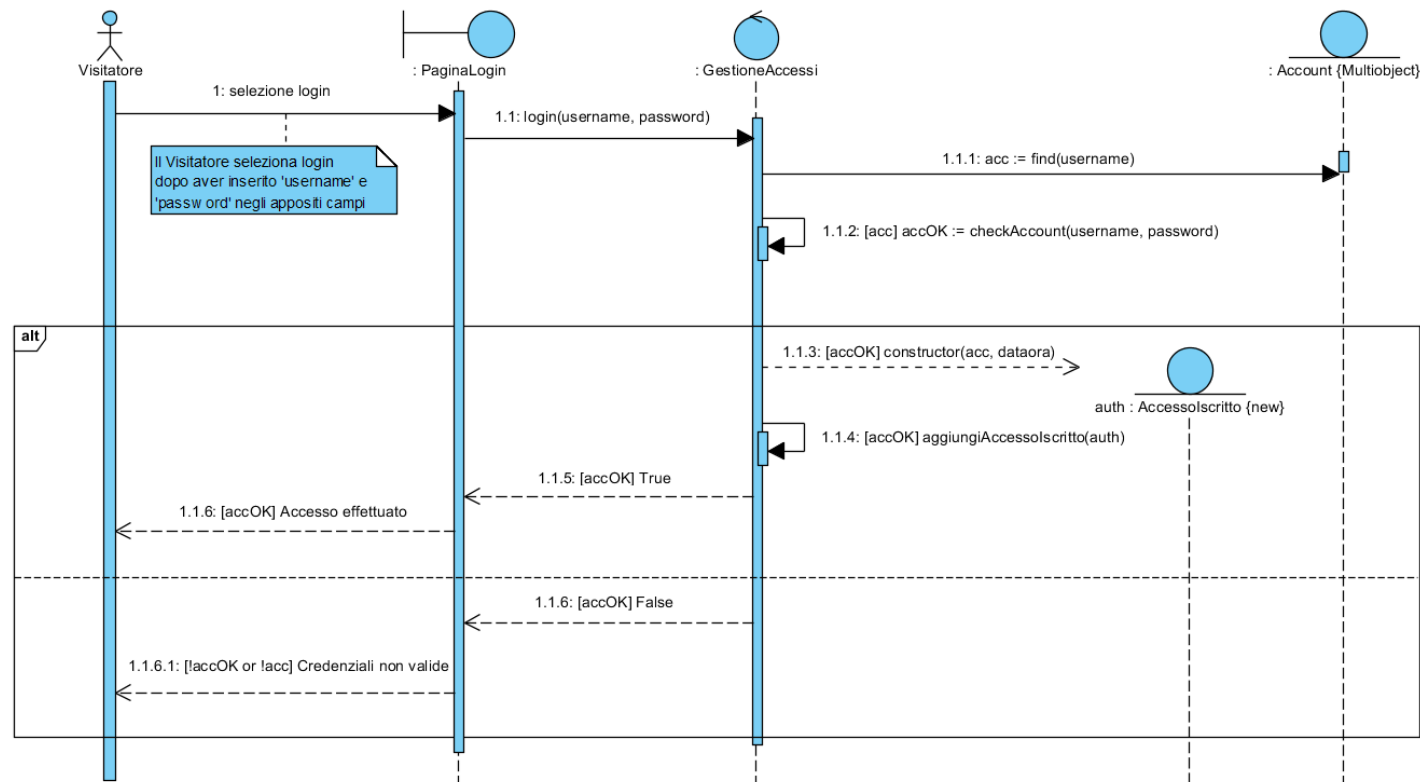 Visitatore
: PaginaLogin
: GestioneAccessi
: Account {Multiobject}
1: selezione login
1.1: login(username, password)
Il Visitatore seleziona login
dopo aver inserito 'username' e
'passw ord' negli appositi campi
1.1.1: acc := find(username)
1.1.2: [acc] accOK := checkAccount(username, password)
alt
1.1.3: [accOK] constructor(acc, dataora)
auth : AccessoIscritto {new}
1.1.4: [accOK] aggiungiAccessoIscritto(auth)
1.1.5: [accOK] True
1.1.6: [accOK] Accesso effettuato
1.1.6: [accOK] False
1.1.6.1: [!accOK or !acc] Credenziali non valide